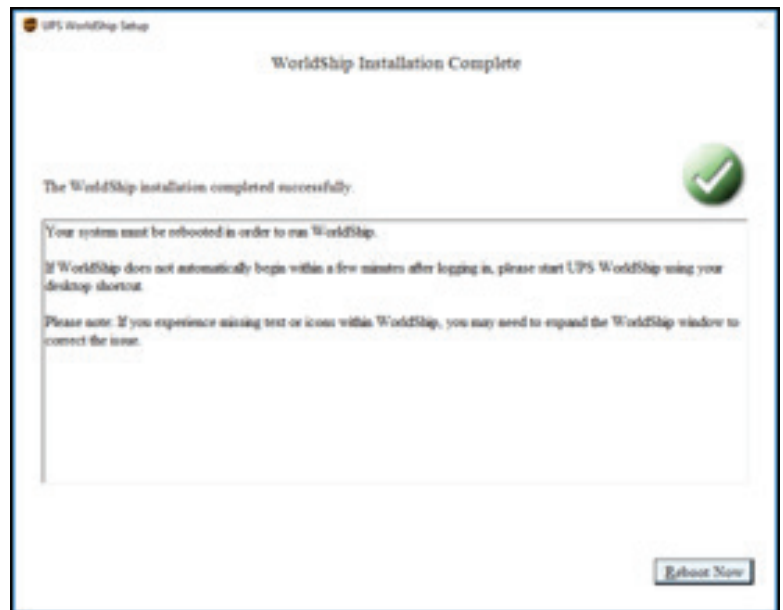 UPS WorldShip Setup
WorldShip Installation Complete
The WorldShip installation completed successfully.
Your system must be rebooted in order to run WorldShip.
If WorldShip does not automatically begin within a few minutes after logging in, please start UPS WorldShip using your
desktop shortcut.
Please note: If you experience missing text or icons within WorldShip, you may need to expand the WorldShip window to
correct the issue.
Reboot Now